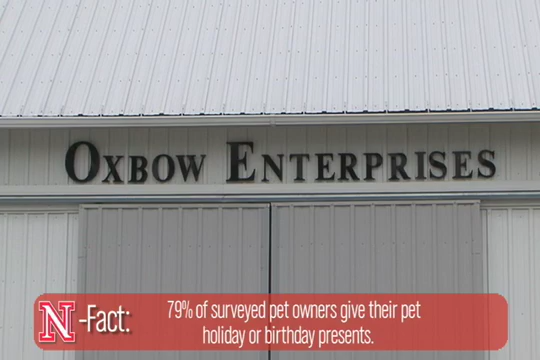 OXBOW ENTERPRISES
N-Fact: 79% of surveyed pet owners give their pet
holiday or birthday presents.